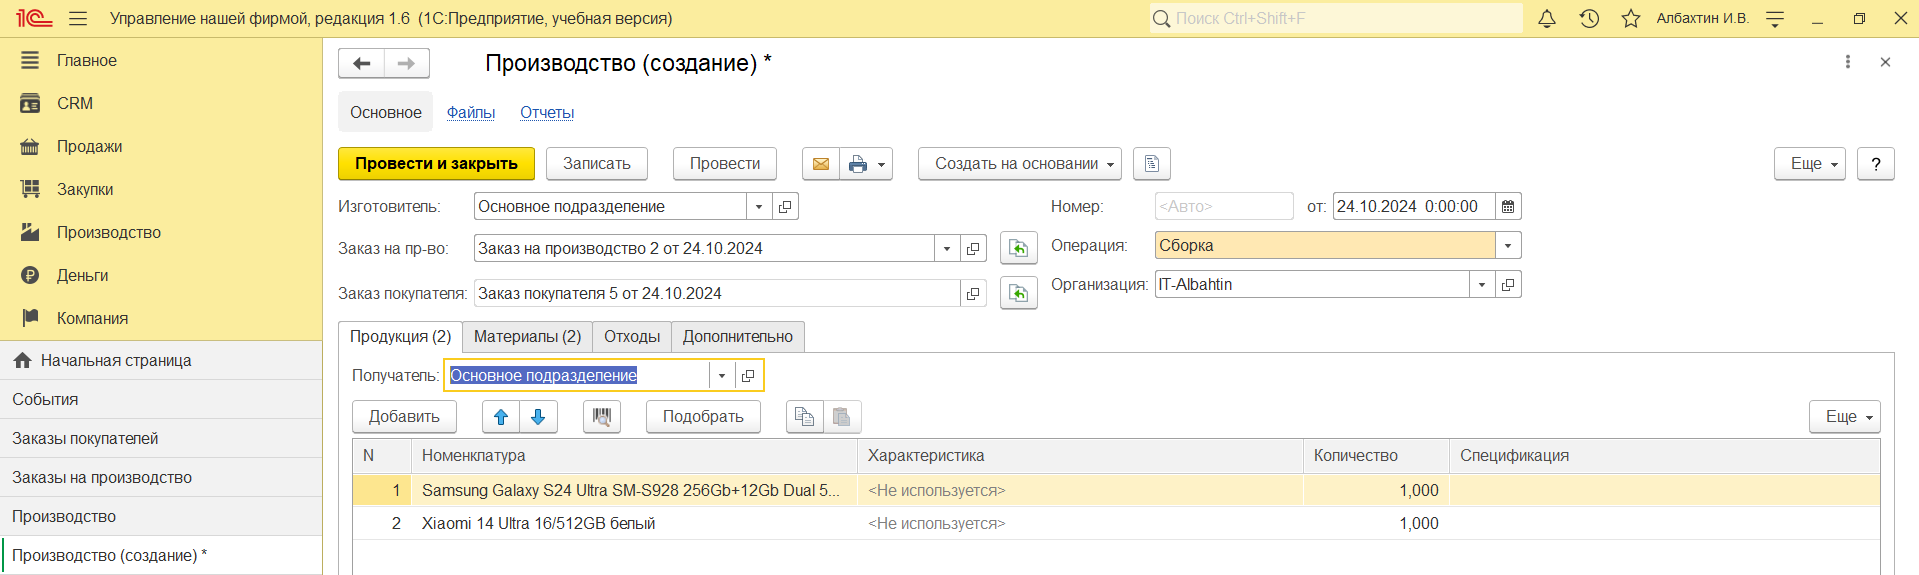 1С Управление нашей фирмой, редакция 1.6 (1С:Предприятие, учебная версия) Поиск Ctrl+Shift+F Албахтин И.В.
Главное
CRM
Продажи
Закупки
Производство
Деньги
Компания
Начальная страница
События
Заказы покупателей
Заказы на производство
Производство
Производство (создание) *
Производство (создание) *
Основное Файлы Отчеты
Провести и закрыть Записать Провести Создать на основании Еще ?
Изготовитель: Основное подразделение Номер: <Авто> от: 24.10.2024 0:00:00
Заказ на пр-во: Заказ на производство 2 от 24.10.2024 Операция: Сборка
Заказ покупателя: Заказ покупателя 5 от 24.10.2024 Организация: IT-Albahtin
Продукция (2) Материалы (2) Отходы Дополнительно
Получатель: Основное подразделение
Добавить Подобрать Еще
N Номенклатура Характеристика Количество Спецификация
1 Samsung Galaxy S24 Ultra SM-S928 256Gb+12Gb Dual 5... <Не используется> 1,000
2 Xiaomi 14 Ultra 16/512GB белый <Не используется> 1,000